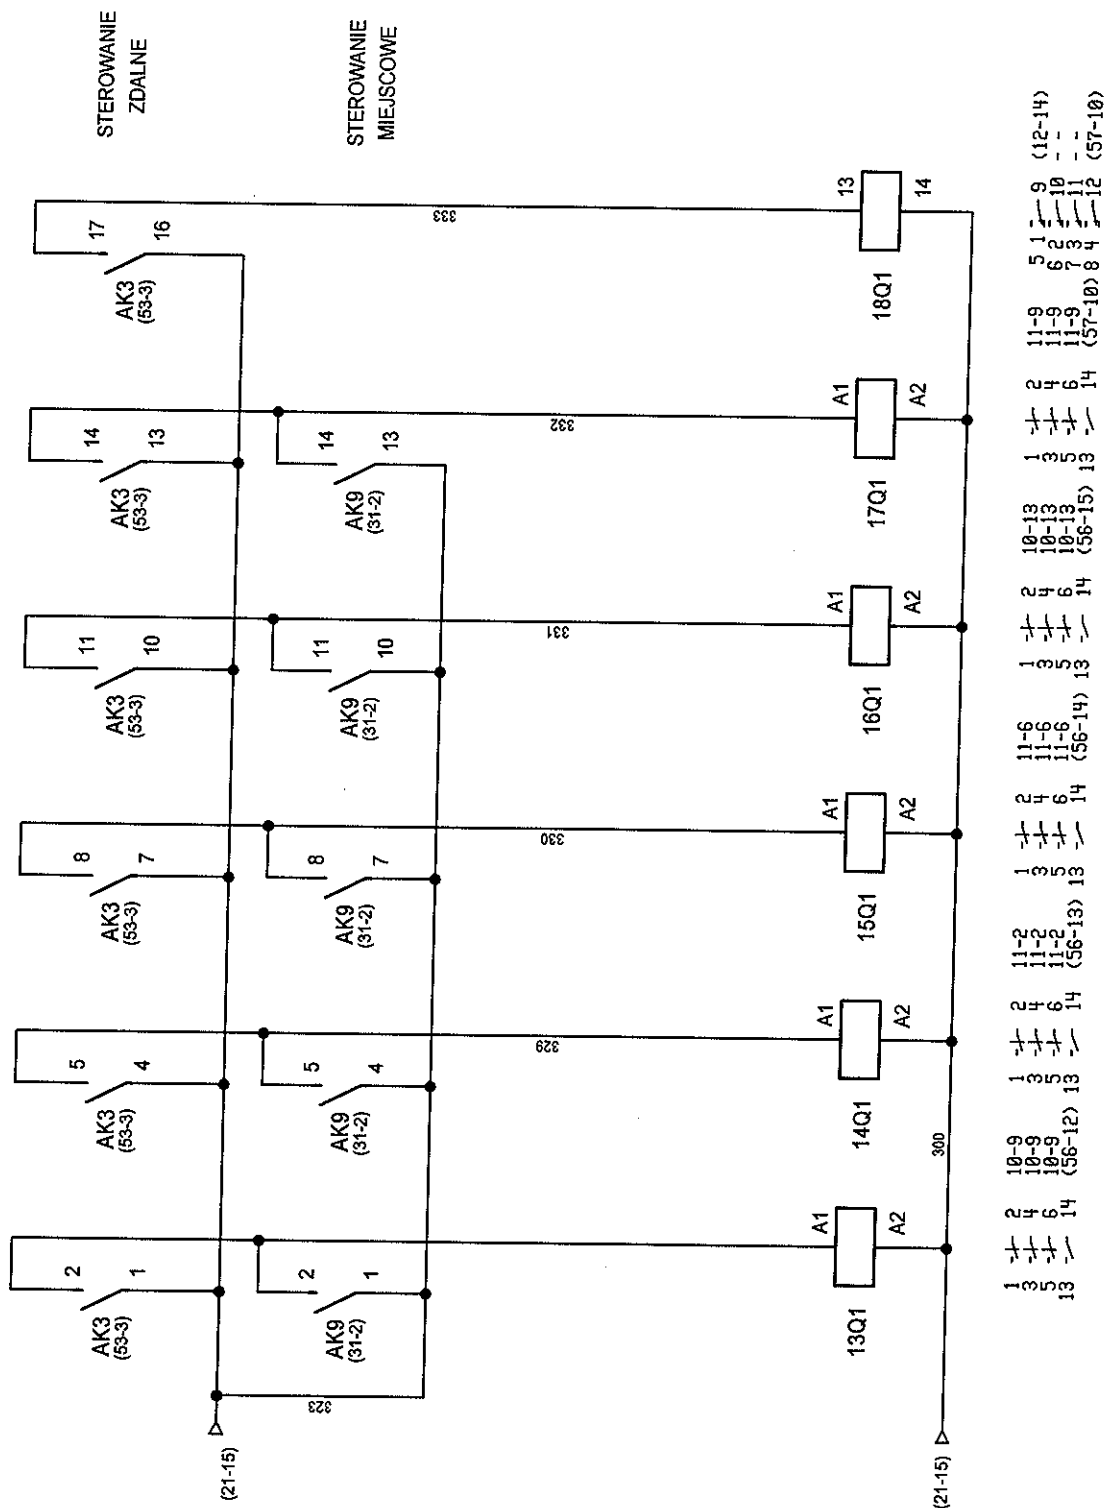 STEROWANIE
ZDALNE
STEROWANIE
MIEJSCOWE
AK3
(53-3)
2
1
AK3
(53-3)
5
4
AK3
(53-3)
8
7
AK3
(53-3)
11
10
AK3
(53-3)
14
13
AK3
(53-3)
17
16
AK9
(31-2)
2
1
AK9
(31-2)
5
4
AK9
(31-2)
8
7
AK9
(31-2)
11
10
AK9
(31-2)
14
13
(21-15)
323
329
330
331
332
333
13Q1
A1
A2
14Q1
A1
A2
15Q1
A1
A2
16Q1
A1
A2
17Q1
A1
A2
18Q1
13
14
(21-15)
300
1 2 10-9
3 4 10-9
5 6 10-9
13 14 (56-12)
1 2 11-2
3 4 11-2
5 6 11-2
13 14 (56-13)
1 2 11-6
3 4 11-6
5 6 11-6
13 14 (56-14)
1 2 10-13
3 4 10-13
5 6 10-13
13 14 (56-15)
1 2 11-9
3 4 11-9
5 6 11-9
13 14 (57-10)
5 1 9 (12-14)
6 2 10 --
7 3 11 --
8 4 12 (57-10)